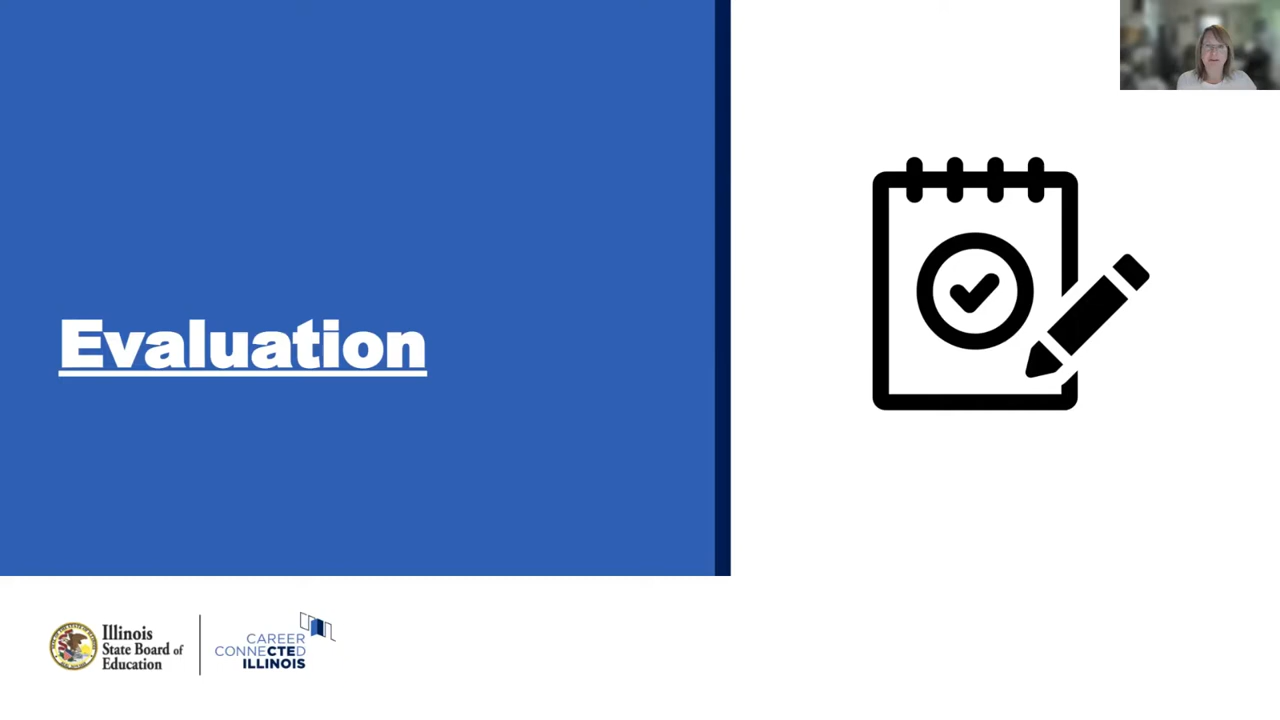 Evaluation
Illinois
State Board of
Education
CAREER
CONNECTED
ILLINOIS